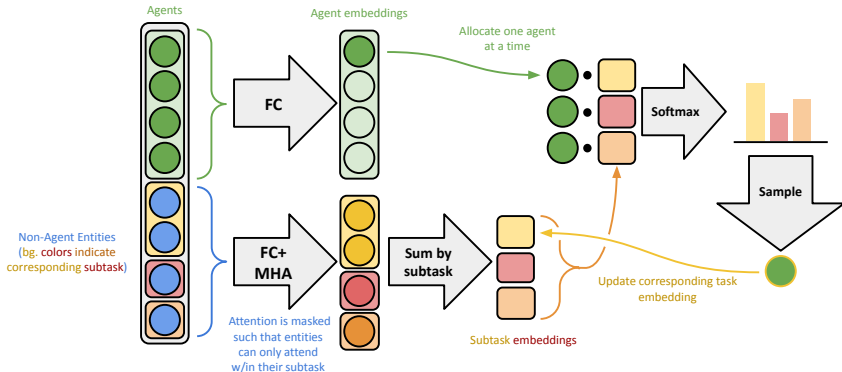 Agents
Agent embeddings
Allocate one agent
at a time
FC
Softmax
Sample
Non-Agent Entities
(bg. colors indicate
corresponding subtask)
FC+
MHA
Sum by
subtask
Update corresponding task
embedding
Attention is masked
such that entities
can only attend
w/in their subtask
Subtask embeddings